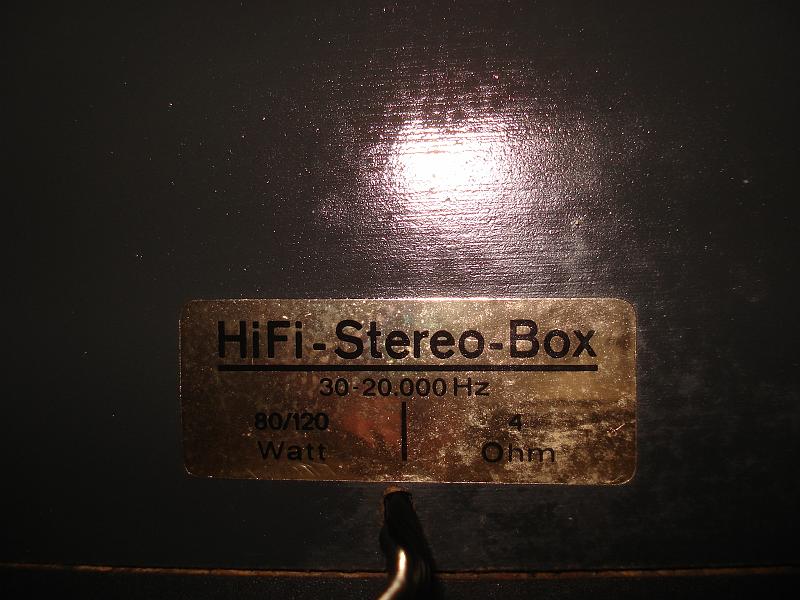 HiFi-Stereo-Box
30-20.000 Hz
80/120 4
Watt Ohm